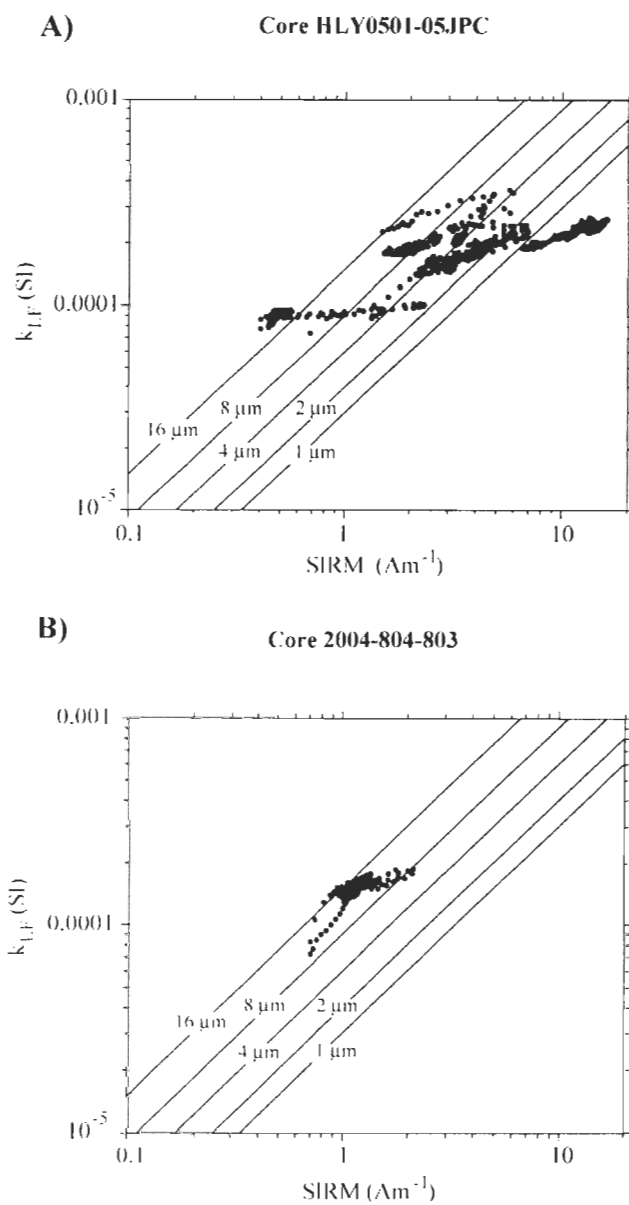 A)
Core HLY0501-05JPC
0.001
0.0001
10⁻⁵
k_LF (SI)
16 µm
8 µm
4 µm
2 µm
1 µm
0.1
1
10
SIRM (Am⁻¹)
B)
Core 2004-804-803
0.001
0.0001
10⁻⁵
k_LF (SI)
16 µm
8 µm
4 µm
2 µm
1 µm
0.1
1
10
SIRM (Am⁻¹)